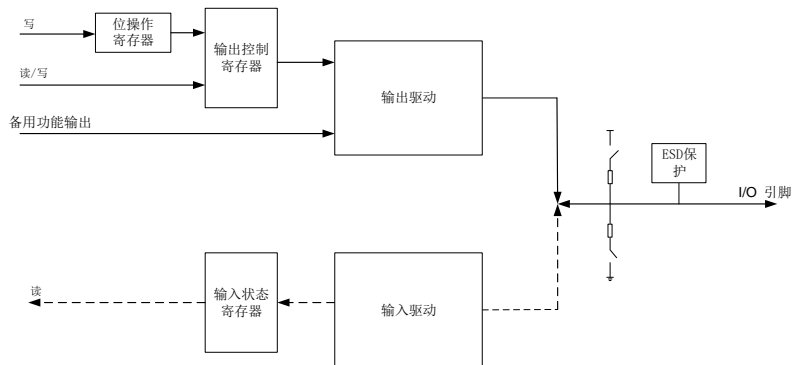 写
位操作
寄存器
读/写
输出控制
寄存器
备用功能输出
输出驱动
ESD保
护
I/O 引脚
读
输入状态
寄存器
输入驱动